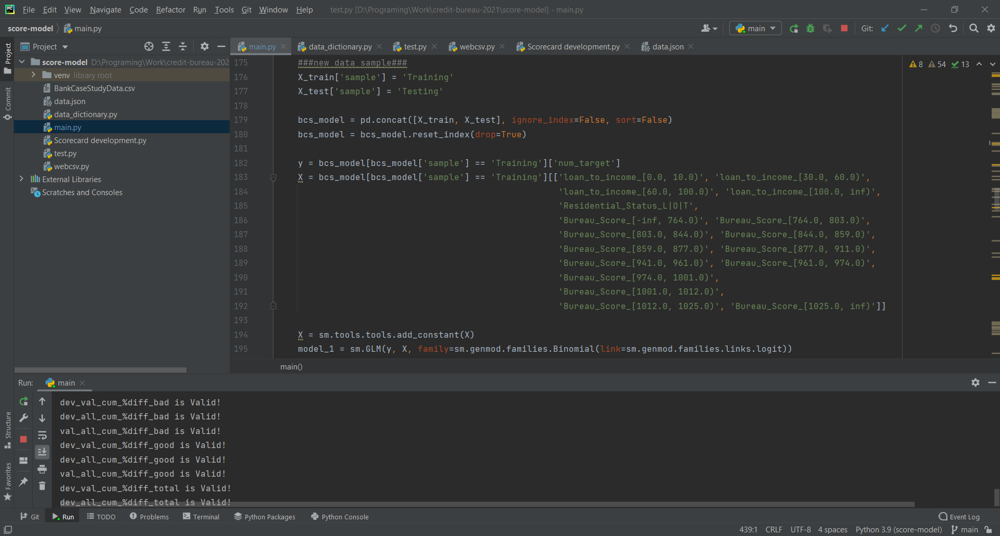 PC File Edit View Navigate Code Refactor Run Tools Git Window Help test.py [D:\Programing\Work\credit-bureau-2021\score-model] - main.py
score-model main.py main Git:
Project
main.py data_dictionary.py test.py webcsv.py Scorecard development.py data.json
Project
Commit
Structure
Favorites
score-model D:\Programing\Work\credit-bureau-202
venv library root
BankCaseStudyData.csv
data.json
data_dictionary.py
main.py
Scorecard development.py
test.py
webcsv.py
External Libraries
Scratches and Consoles
8 54 13
175 ###new data sample###
176 X_train['sample'] = 'Training'
177 X_test['sample'] = 'Testing'
178
179 bcs_model = pd.concat([X_train, X_test], ignore_index=False, sort=False)
180 bcs_model = bcs_model.reset_index(drop=True)
181
182 y = bcs_model[bcs_model['sample'] == 'Training']['num_target']
183 X = bcs_model[bcs_model['sample'] == 'Training'][['loan_to_income_[0.0, 10.0)', 'loan_to_income_[30.0, 60.0)',
184 'loan_to_income_[60.0, 100.0)', 'loan_to_income_[100.0, inf)',
185 'Residential_Status_L|O|T',
186 'Bureau_Score_[-inf, 764.0)', 'Bureau_Score_[764.0, 803.0)',
187 'Bureau_Score_[803.0, 844.0)', 'Bureau_Score_[844.0, 859.0)',
188 'Bureau_Score_[859.0, 877.0)', 'Bureau_Score_[877.0, 911.0)',
189 'Bureau_Score_[941.0, 961.0)', 'Bureau_Score_[961.0, 974.0)',
190 'Bureau_Score_[974.0, 1001.0)',
191 'Bureau_Score_[1001.0, 1012.0)',
192 'Bureau_Score_[1012.0, 1025.0)', 'Bureau_Score_[1025.0, inf)']]
193
194 X = sm.tools.tools.add_constant(X)
195 model_1 = sm.GLM(y, X, family=sm.genmod.families.Binomial(link=sm.genmod.families.links.logit))
main()
Run: main
dev_val_cum_%diff_bad is Valid!
dev_all_cum_%diff_bad is Valid!
val_all_cum_%diff_bad is Valid!
dev_val_cum_%diff_good is Valid!
dev_all_cum_%diff_good is Valid!
val_all_cum_%diff_good is Valid!
dev_val_cum_%diff_total is Valid!
dev_all_cum_%diff_total is Valid!
Git Run TODO Problems Terminal Python Packages Python Console Event Log
439:1 CRLF UTF-8 4 spaces Python 3.9 (score-model) main